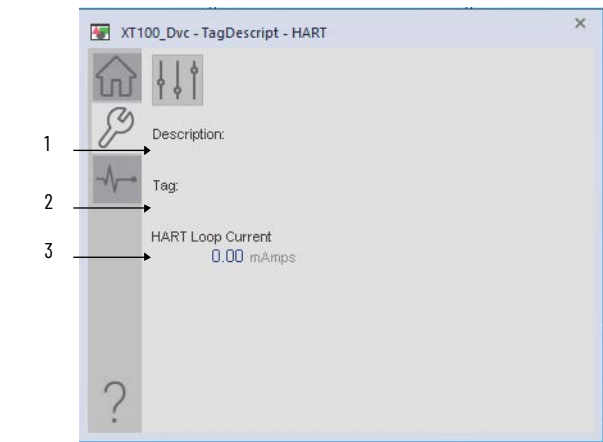 XT100_Dvc - TagDescript - HART
×
1
Description:
2
Tag:
3
HART Loop Current
0.00 mAmps
?